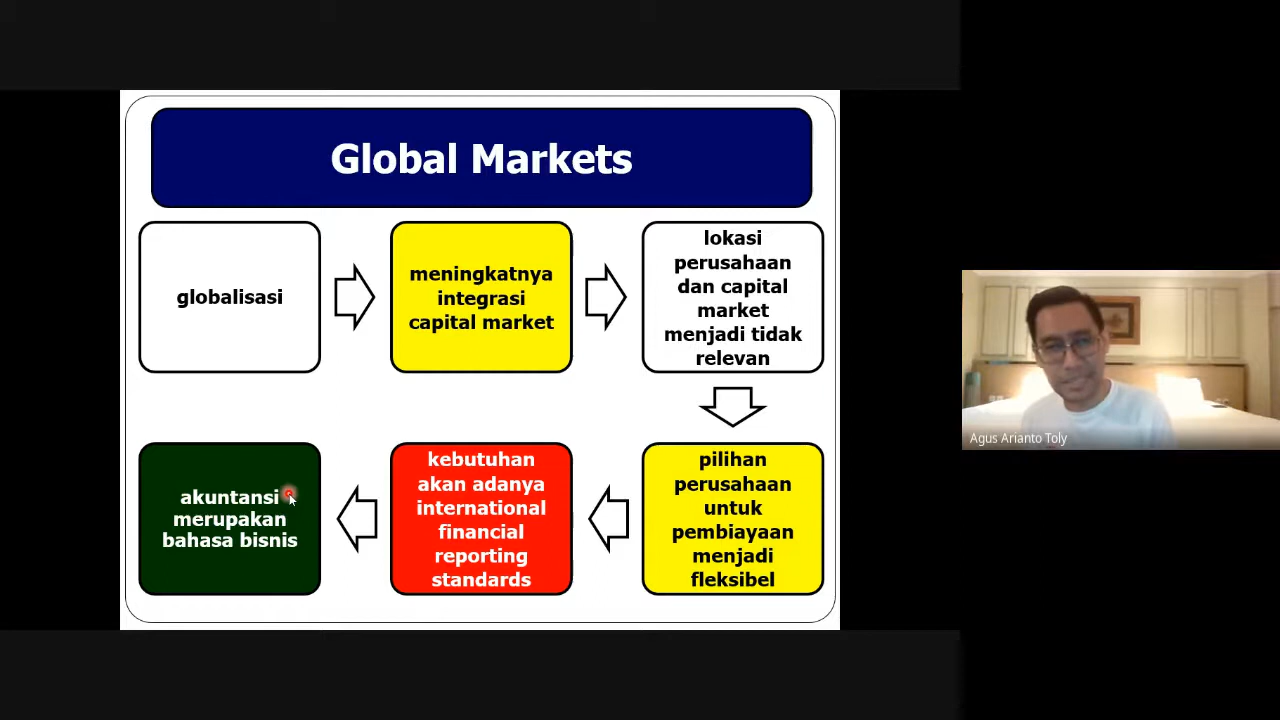 Global Markets
globalisasi
meningkatnya
integrasi
capital market
lokasi
perusahaan
dan capital
market
menjadi tidak
relevan
pilihan
perusahaan
untuk
pembiayaan
menjadi
fleksibel
kebutuhan
akan adanya
international
financial
reporting
standards
akuntansi
merupakan
bahasa bisnis
Agus Arianto Toly